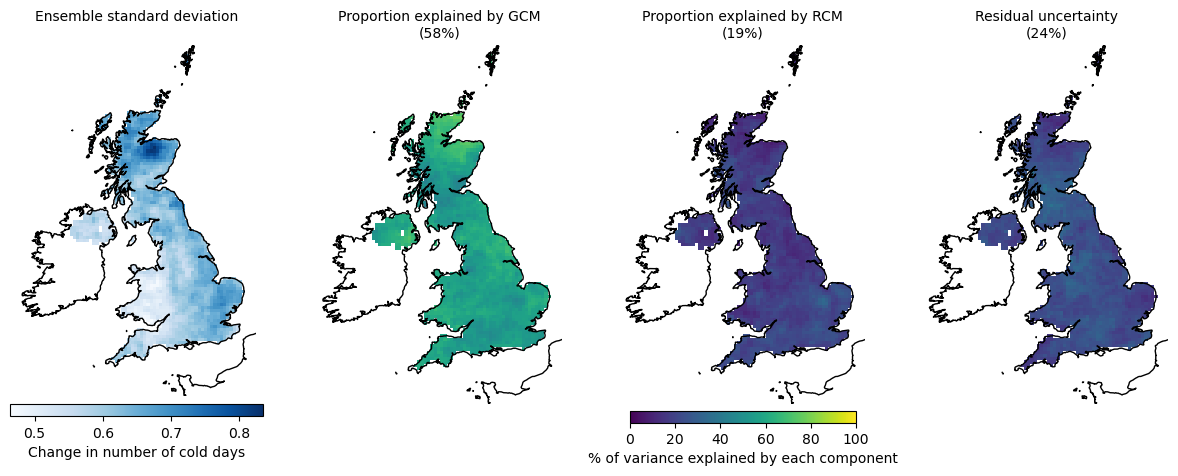 Ensemble standard deviation
Proportion explained by GCM
(58%)
Proportion explained by RCM
(19%)
Residual uncertainty
(24%)
0.5 0.6 0.7 0.8
Change in number of cold days
0 20 40 60 80 100
% of variance explained by each component